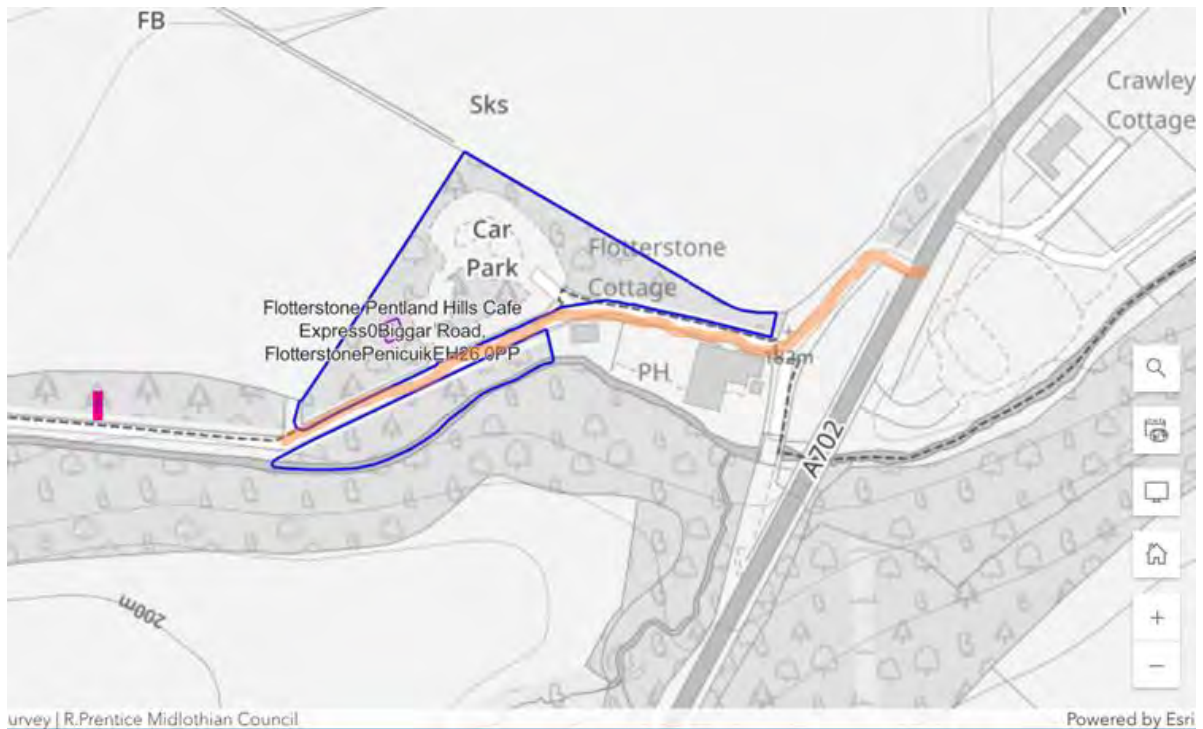 FB
Sks
Crawley
Cottage
Car
Park
Flotterstone
Cottage
Flotterstone Pentland Hills Cafe
Express0Biggar Road,
FlotterstonePenicuikEH26 0PP
PH
182m
A702
200m
urvey | R.Prentice Midlothian Council
Powered by Esri